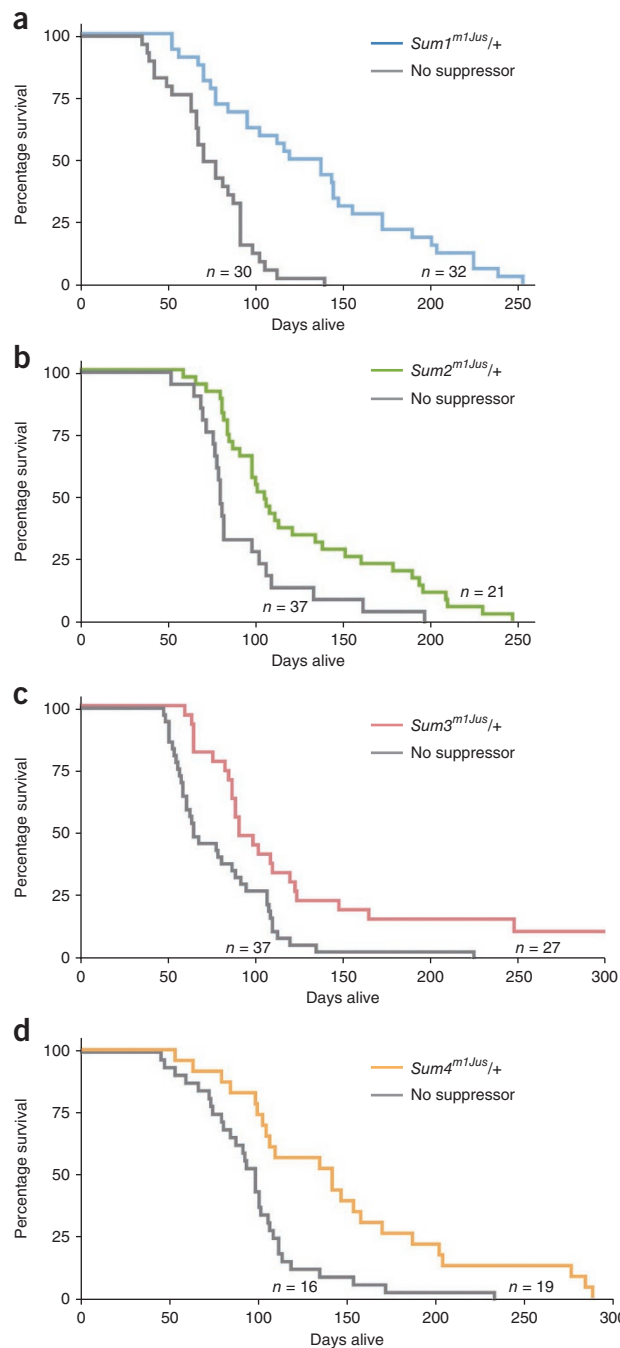 a
Sum1m1Jus/+
No suppressor
Percentage survival
100
75
50
25
0
n = 30
n = 32
0 50 100 150 200 250
Days alive
b
Sum2m1Jus/+
No suppressor
Percentage survival
100
75
50
25
0
n = 37
n = 21
0 50 100 150 200 250
Days alive
c
Sum3m1Jus/+
No suppressor
Percentage survival
100
75
50
25
0
n = 37
n = 27
0 50 100 150 200 250 300
Days alive
d
Sum4m1Jus/+
No suppressor
Percentage survival
100
75
50
25
0
n = 16
n = 19
0 50 100 150 200 250 300
Days alive